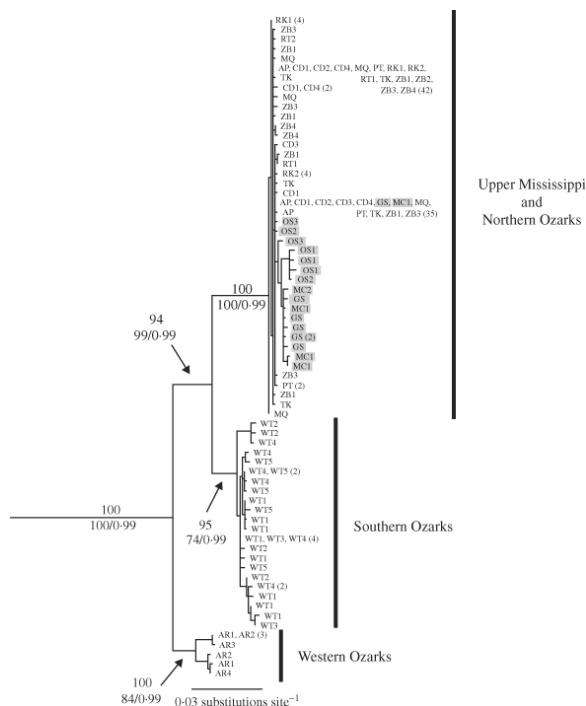 RK1 (4)
ZB3
RT2
ZB1
MQ
AP, CD1, CD2, CD4, MQ, PT, RK1, RK2,
TK
RT1, TK, ZB1, ZB2,
CD1, CD4 (2)
ZB3, ZB4 (42)
MQ
ZB3
ZB1
ZB4
ZB4
CD3
ZB1
RT1
RK2 (4)
TK
CD1
AP, CD1, CD2, CD3, CD4, GS, MC1, MQ,
AP
PT, TK, ZB1, ZB3 (35)
OS3
OS2
OS3
OS1
OS1
OS1
OS2
MC2
GS
MC1
GS
GS
GS (2)
GS
MC1
MC1
ZB3
PT (2)
ZB1
TK
MQ
Upper Mississippi
and
Northern Ozarks
100
100/0·99
94
99/0·99
WT2
WT2
WT4
WT4
WT5
WT4, WT5 (2)
WT4
WT5
WT1
WT5
WT1
WT1
WT1, WT3, WT4 (4)
WT2
WT1
WT5
WT2
WT4 (2)
WT1
WT1
WT1
WT3
Southern Ozarks
95
74/0·99
100
100/0·99
AR1, AR2 (3)
AR3
AR2
AR1
AR4
Western Ozarks
100
84/0·99
0·03 substitutions site−1